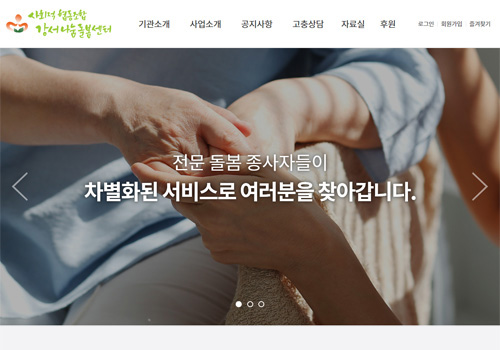 사회적 협동조합
강서나눔돌봄센터
기관소개 사업소개 공지사항 고충상담 자료실 후원 로그인 회원가입 즐겨찾기
전문 돌봄 종사자들이
차별화된 서비스로 여러분을 찾아갑니다.